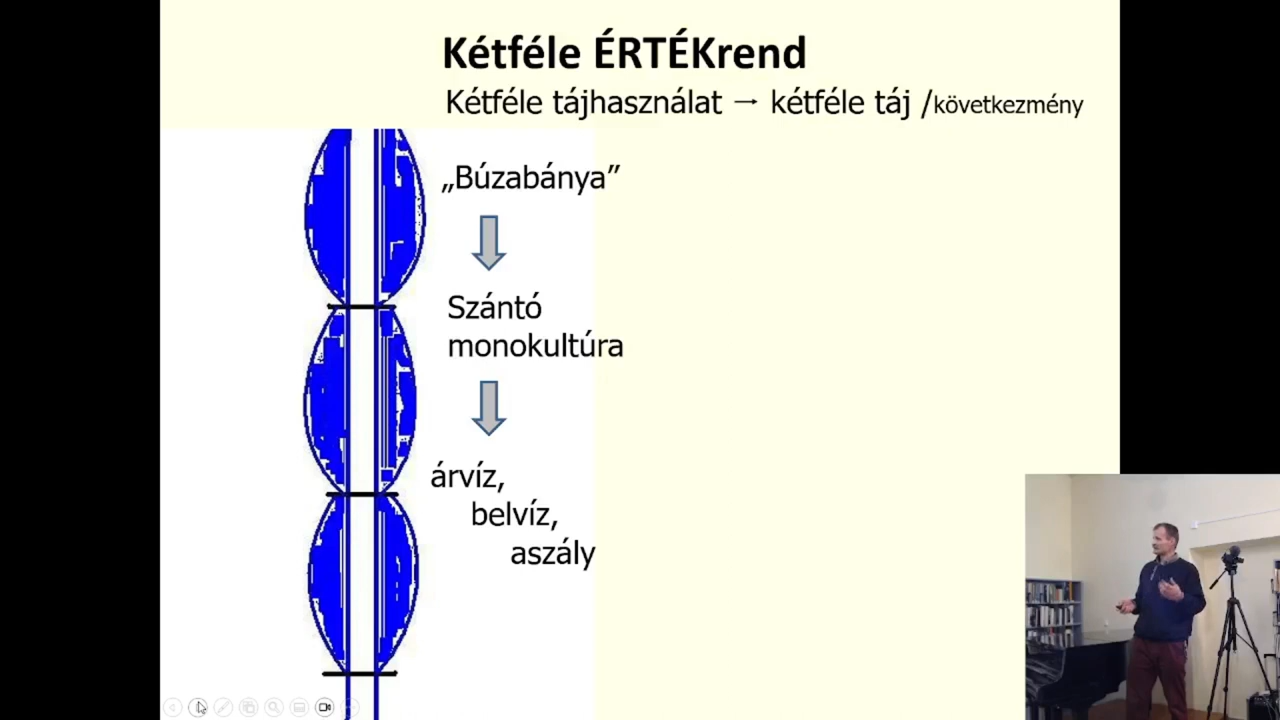 Kétféle ÉRTÉKrend
Kétféle tájhasználat → kétféle táj /következmény
„Búzabánya”
Szántó
monokultúra
árvíz,
belvíz,
aszály